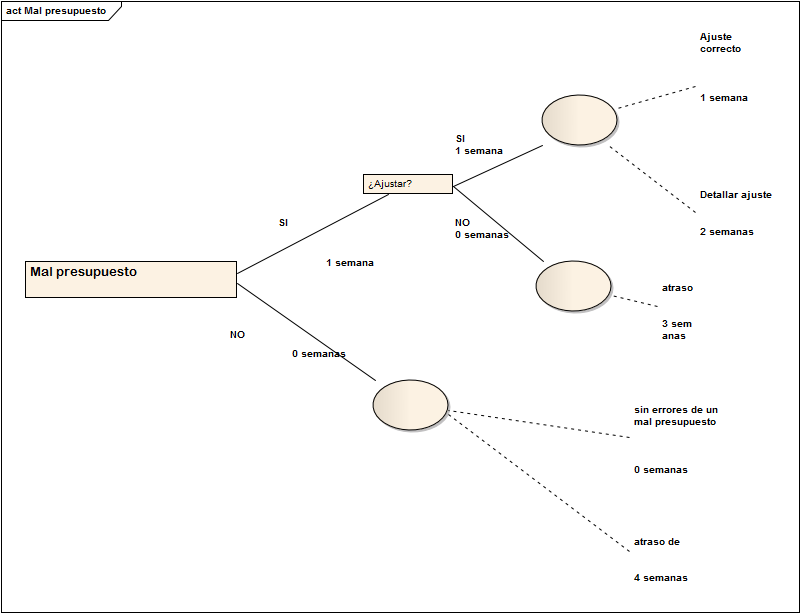 act Mal presupuesto
Ajuste
correcto
1 semana
SI
1 semana
¿Ajustar?
Detallar ajuste
2 semanas
SI
NO
0 semanas
1 semana
Mal presupuesto
atraso
3 sem
anas
NO
0 semanas
sin errores de un
mal presupuesto
0 semanas
atraso de
4 semanas